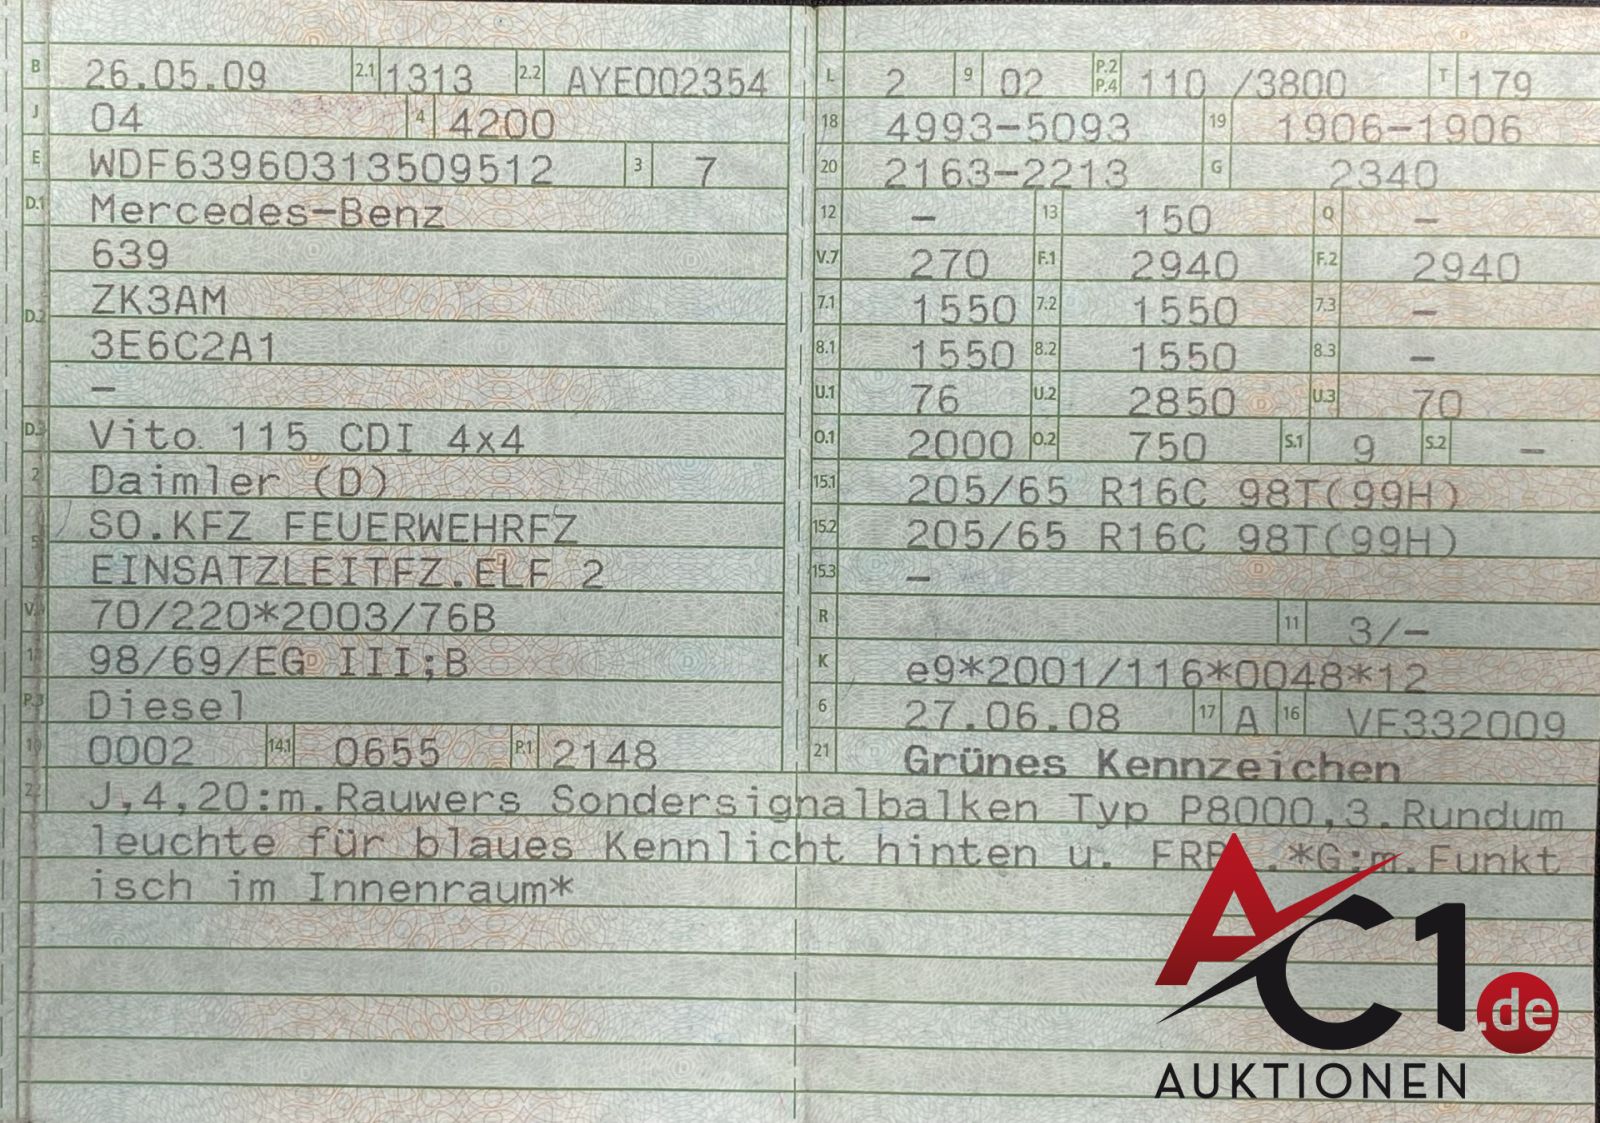 B 26.05.09 2.1 1313 2.2 AYE002354
J 04 4 4200
E WDF63960313509512 3 7
D.1 Mercedes-Benz
639
D.2 ZK3AM
3E6C2A1
-
D.3 Vito 115 CDI 4x4
2 Daimler (D)
5 SO.KFZ FEUERWEHRFZ
EINSATZLEITFZ.ELF 2
V.9 70/220*2003/76B
14 98/69/EG III;B
P.3 Diesel
10 0002 14.1 0655 P.1 2148
L 2 9 02 P.2 P.4 110 /3800 T 179
18 4993-5093 19 1906-1906
20 2163-2213 G 2340
12 - 13 150 Q -
V.7 270 F.1 2940 F.2 2940
7.1 1550 7.2 1550 7.3 -
8.1 1550 8.2 1550 8.3 -
U.1 76 U.2 2850 U.3 70
O.1 2000 O.2 750 S.1 9 S.2 -
15.1 205/65 R16C 98T(99H)
15.2 205/65 R16C 98T(99H)
15.3 -
R 11 3/-
K e9*2001/116*0048*12
6 27.06.08 17 A 16 VF332009
21 Grünes Kennzeichen
22 J,4,20:m.Rauwers Sondersignalbalken Typ P8000,3.Rundum
leuchte für blaues Kennlicht hinten u. *G:m.Funkt
isch im Innenraum*
AC1.de
AUKTIONEN